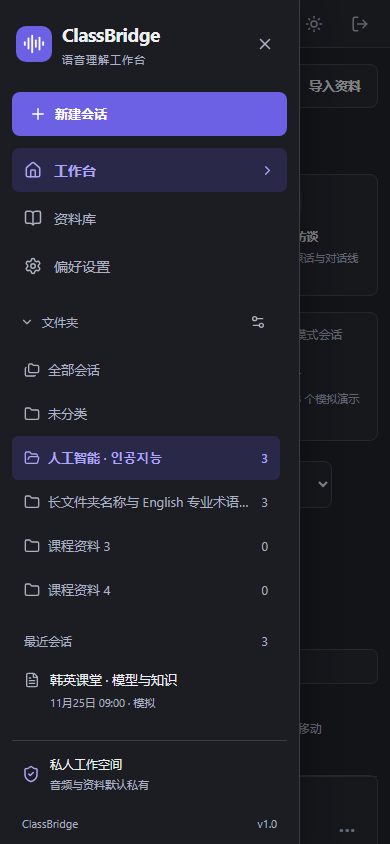 ClassBridge
语音理解工作台
导入资料
新建会话
工作台
资料库
访谈
偏好设置
话与对话线
文件夹
模式会话
全部会话
个模拟演示
未分类
人工智能 · 인공지능 3
长文件夹名称与 English 专业术语... 3
课程资料 3 0
课程资料 4 0
最近会话 3
韩英课堂 · 模型与知识
11月25日 09:00 · 模拟
移动
私人工作空间
音频与资料默认私有
ClassBridge v1.0